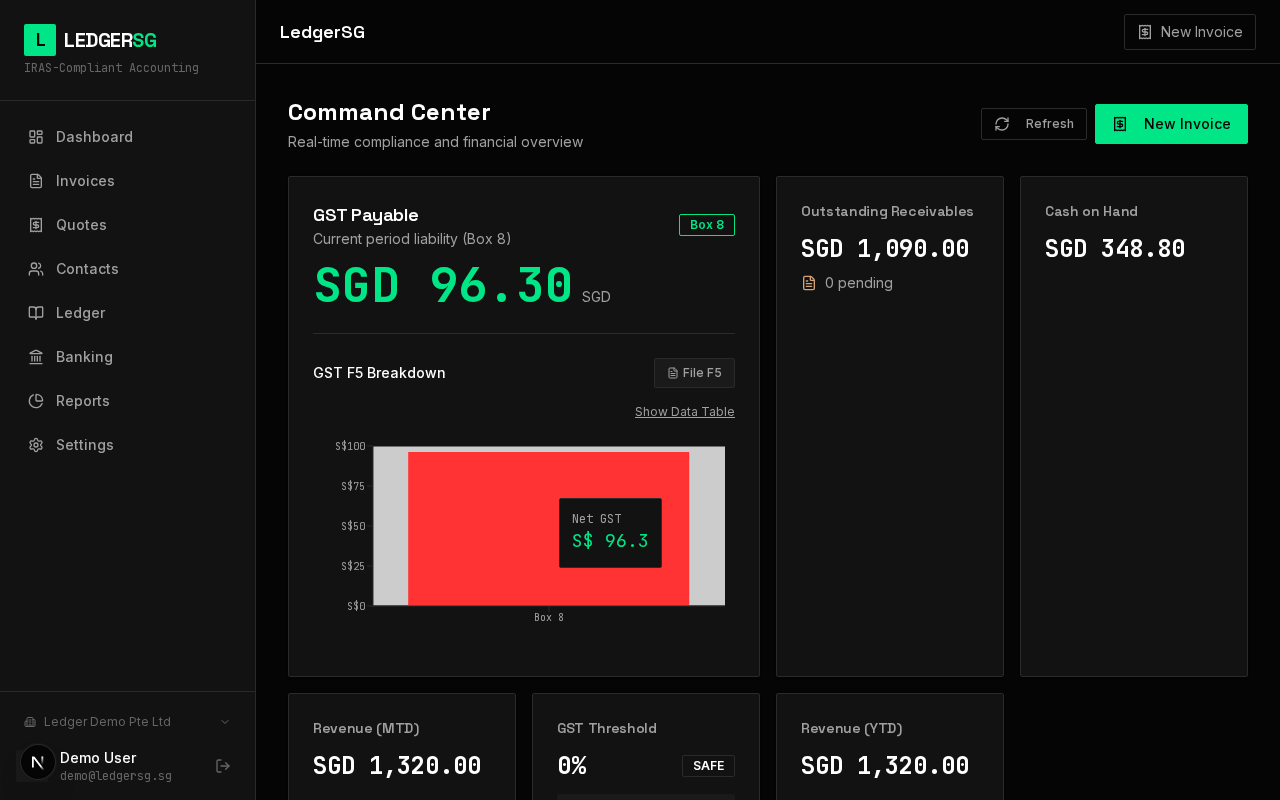 L LEDGERSG
IRAS-Compliant Accounting
Dashboard
Invoices
Quotes
Contacts
Ledger
Banking
Reports
Settings
Ledger Demo Pte Ltd
N
Demo User
demo@ledgersg.sg
LedgerSG
New Invoice
Command Center
Real-time compliance and financial overview
Refresh
New Invoice
GST Payable
Current period liability (Box 8)
Box 8
SGD 96.30 SGD
GST F5 Breakdown
File F5
Show Data Table
S$100
S$75
S$50
S$25
S$0
Net GST
S$ 96.3
Box 8
Outstanding Receivables
SGD 1,090.00
0 pending
Cash on Hand
SGD 348.80
Revenue (MTD)
SGD 1,320.00
GST Threshold
0%
SAFE
Revenue (YTD)
SGD 1,320.00